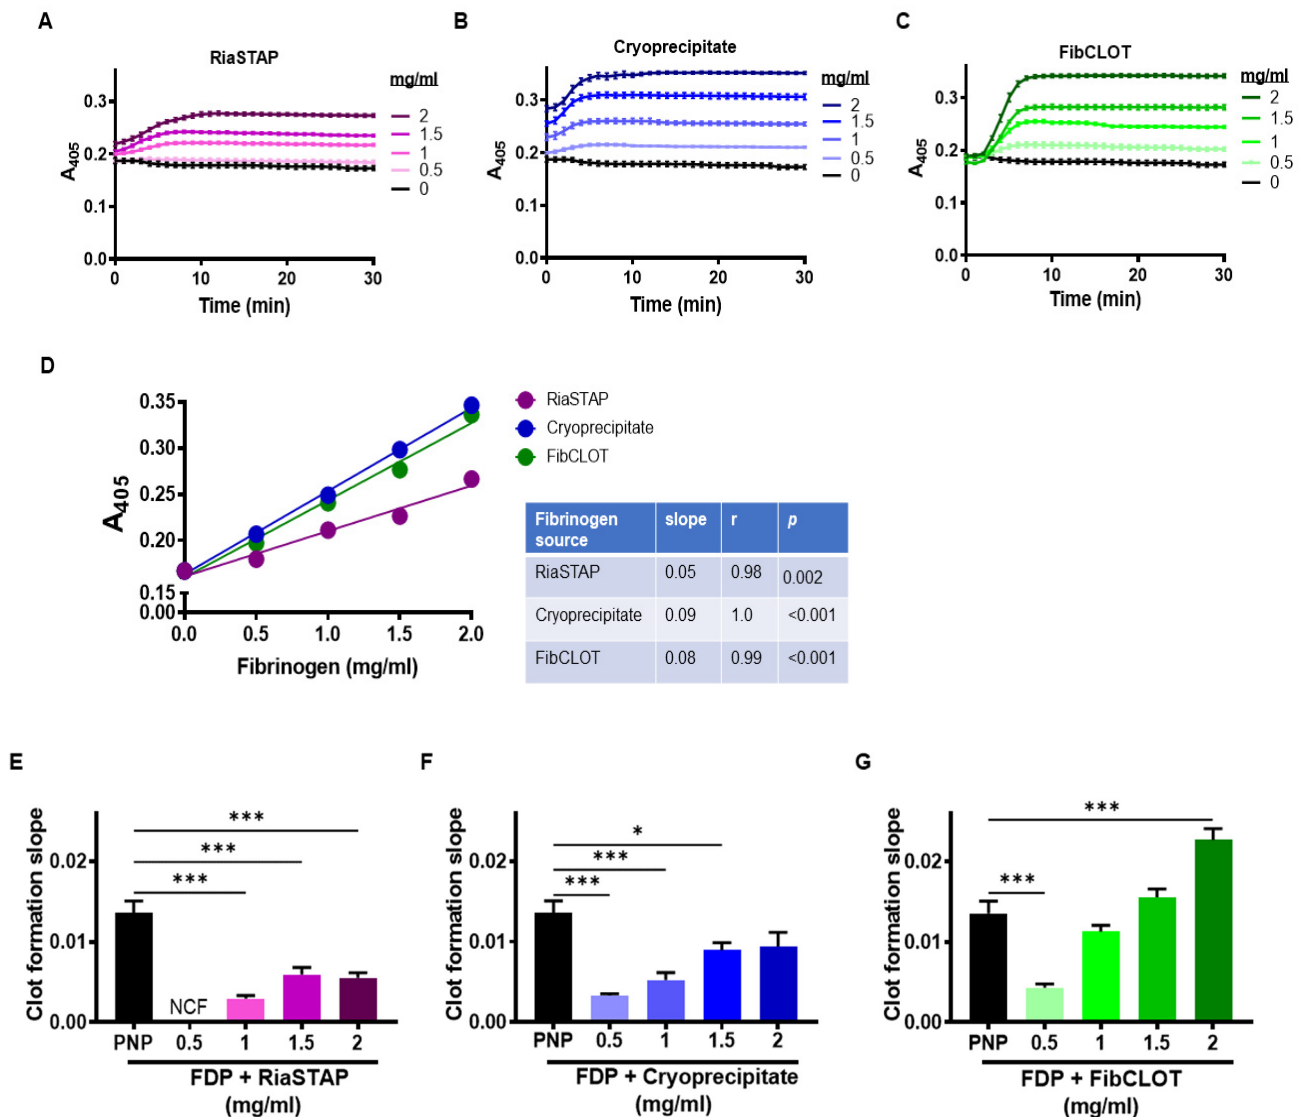 A
RiaSTAP
mg/ml
2
1.5
1
0.5
0
A405
0.3
0.2
0.1
0.0
0 10 20 30
Time (min)
B
Cryoprecipitate
mg/ml
2
1.5
1
0.5
0
A405
0.3
0.2
0.1
0.0
0 10 20 30
Time (min)
C
FibCLOT
mg/ml
2
1.5
1
0.5
0
A405
0.3
0.2
0.1
0.0
0 10 20 30
Time (min)
D
A405
0.35
0.30
0.25
0.20
0.15
0.00
0.0 0.5 1.0 1.5 2.0
Fibrinogen (mg/ml)
RiaSTAP
Cryoprecipitate
FibCLOT
Fibrinogen source slope r p
RiaSTAP 0.05 0.98 0.002
Cryoprecipitate 0.09 1.0 <0.001
FibCLOT 0.08 0.99 <0.001
E
Clot formation slope
0.02
0.01
0.00
***
***
***
NCF
PNP 0.5 1 1.5 2
FDP + RiaSTAP
(mg/ml)
F
Clot formation slope
0.02
0.01
0.00
*
***
***
PNP 0.5 1 1.5 2
FDP + Cryoprecipitate
(mg/ml)
G
Clot formation slope
0.02
0.01
0.00
***
***
PNP 0.5 1 1.5 2
FDP + FibCLOT
(mg/ml)